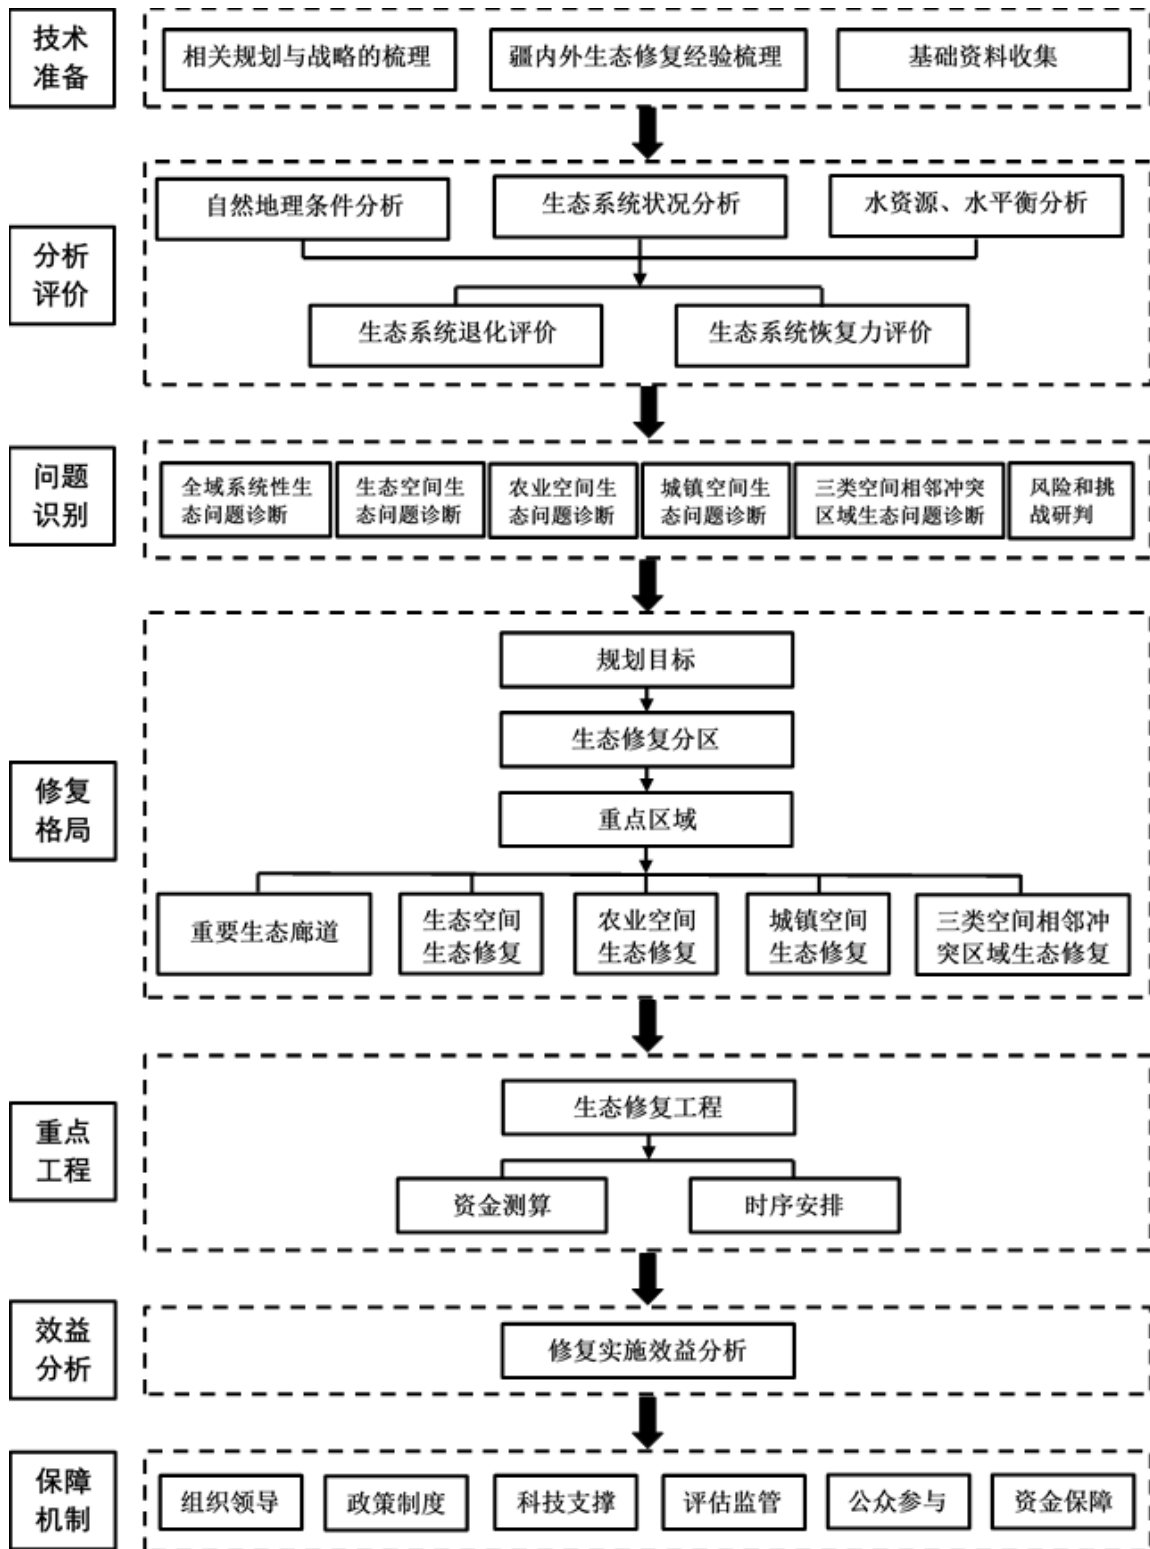 技术
准备
相关规划与战略的梳理
疆内外生态修复经验梳理
基础资料收集
分析
评价
自然地理条件分析
生态系统状况分析
水资源、水平衡分析
生态系统退化评价
生态系统恢复力评价
问题
识别
全域系统性生
态问题诊断
生态空间生
态问题诊断
农业空间生
态问题诊断
城镇空间生
态问题诊断
三类空间相邻冲突
区域生态问题诊断
风险和挑
战研判
修复
格局
规划目标
生态修复分区
重点区域
重要生态廊道
生态空间
生态修复
农业空间
生态修复
城镇空间
生态修复
三类空间相邻冲
突区域生态修复
重点
工程
生态修复工程
资金测算
时序安排
效益
分析
修复实施效益分析
保障
机制
组织领导
政策制度
科技支撑
评估监管
公众参与
资金保障